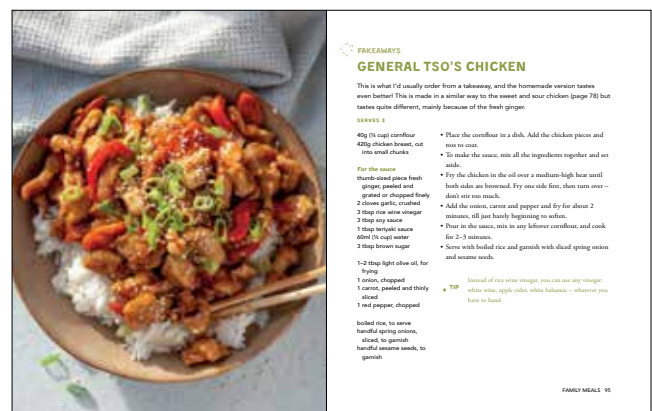 FAKEAWAYS
GENERAL TSO'S CHICKEN
This is what I'd usually order from a takeaway, and the homemade version tastes
even better! This is made in a similar way to the sweet and sour chicken (page 78) but
tastes quite different, mainly because of the fresh ginger.
SERVES 3
40g (⅓ cup) cornflour
420g chicken breast, cut
into small chunks
For the sauce
thumb-sized piece fresh
ginger, peeled and
grated or chopped finely
2 cloves garlic, crushed
3 tbsp rice wine vinegar
3 tbsp soy sauce
1 tbsp teriyaki sauce
60ml (¼ cup) water
3 tbsp brown sugar
1–2 tbsp light olive oil, for
frying
1 onion, chopped
1 carrot, peeled and thinly
sliced
1 red pepper, chopped
boiled rice, to serve
handful spring onions,
sliced, to garnish
handful sesame seeds, to
garnish
• Place the cornflour in a dish. Add the chicken pieces and
toss to coat.
• To make the sauce, mix all the ingredients together and set
aside.
• Fry the chicken in the oil over a medium-high heat until
both sides are browned. Fry one side first, then turn over –
don't stir too much.
• Add the onion, carrot and pepper and fry for about 2
minutes, till just barely beginning to soften.
• Pour in the sauce, mix in any leftover cornflour, and cook
for 2–3 minutes.
• Serve with boiled rice and garnish with sliced spring onion
and sesame seeds.
TIP
Instead of rice wine vinegar, you can use any vinegar:
white wine, apple cider, white balsamic – whatever you
have to hand.
FAMILY MEALS 95